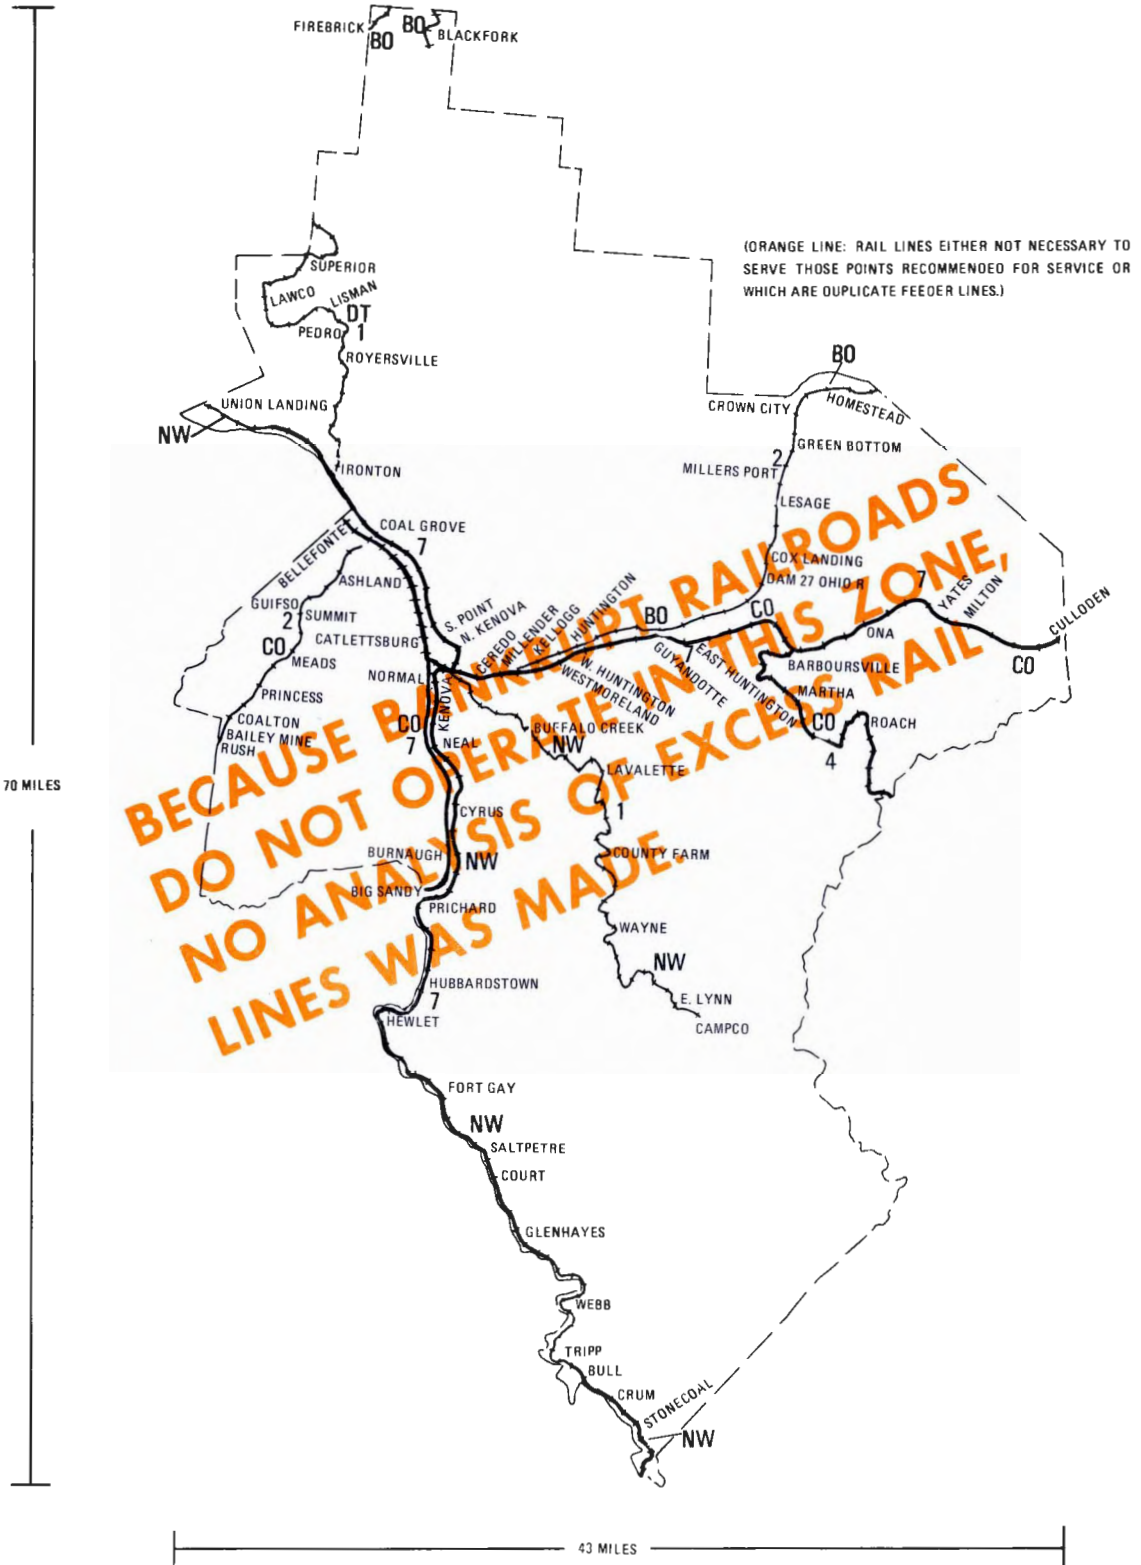 FIREBRICK
BO
BO
BLACKFORK
(ORANGE LINE: RAIL LINES EITHER NOT NECESSARY TO
SERVE THOSE POINTS RECOMMENDED FOR SERVICE OR
WHICH ARE DUPLICATE FEEDER LINES.)
SUPERIOR
LAWCO
LISMAN
DT
1
PEDRO
ROYERSVILLE
UNION LANDING
NW
IRONTON
BO
CROWN CITY
HOMESTEAD
GREEN BOTTOM
2
MILLERS PORT
LESAGE
COX LANDING
DAM 27 OHIO R
COAL GROVE
7
BELLEFONTE
ASHLAND
GUIFSO
2
SUMMIT
CATLETTSBURG
CO
MEADS
NORMAL
PRINCESS
COALTON
BAILEY MINE
RUSH
S. POINT
N. KENOVA
CEREDO
MILLENDER
KELLOGG
HUNTINGTON
BO
CO
7
YATES
MILTON
CULLODEN
ONA
CO
7
GUYANDOTTE
EAST HUNTINGTON
W. HUNTINGTON
WESTMORELAND
BARBOURSVILLE
MARTHA
CO
ROACH
4
KENOVA
CO
7
NEAL
BUFFALO CREEK
NW
LAVALETTE
1
CYRUS
BURNAUGH
NW
COUNTY FARM
BIG SANDY
PRICHARD
WAYNE
NW
E. LYNN
CAMPCO
HUBBARDSTOWN
7
HEWLET
FORT GAY
NW
SALTPETRE
COURT
GLENHAYES
WEBB
TRIPP
BULL
CRUM
STONECOAL
NW
70 MILES
43 MILES
BECAUSE BANKRUPT RAILROADS
DO NOT OPERATE IN THIS ZONE,
NO ANALYSIS OF EXCESS RAIL
LINES WAS MADE.